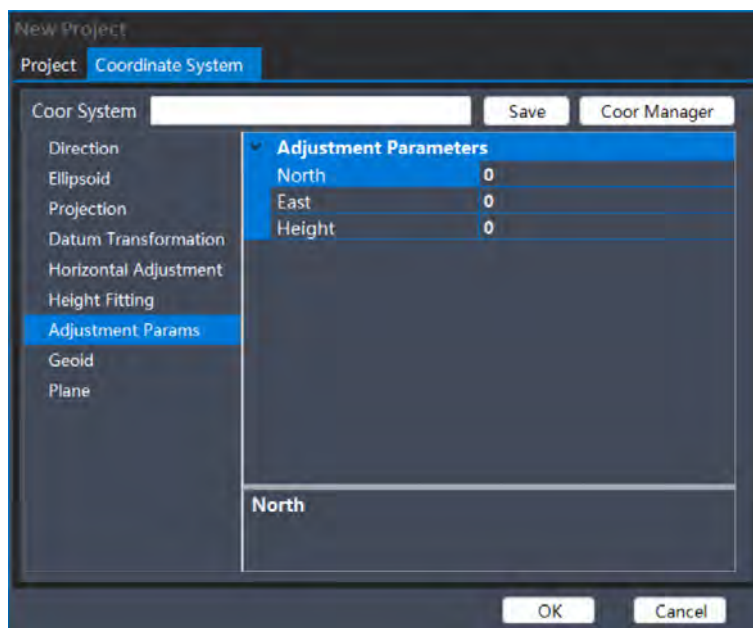 New Project
Project Coordinate System
Coor System Save Coor Manager
Direction
Ellipsoid
Projection
Datum Transformation
Horizontal Adjustment
Height Fitting
Adjustment Params
Geoid
Plane
Adjustment Parameters
North 0
East 0
Height 0
North
OK Cancel